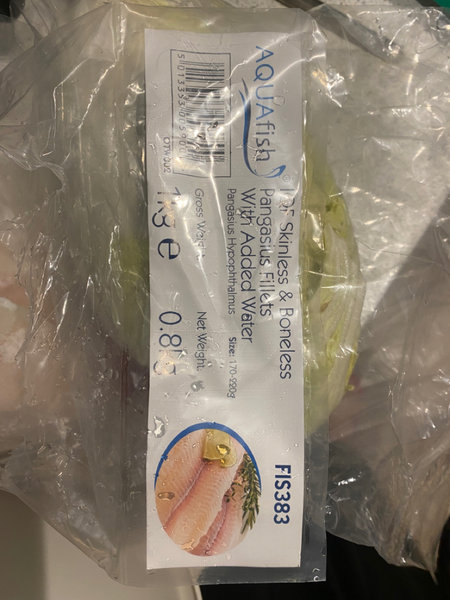 AQUAfish
IQF Skinless & Boneless
Pangasius Fillets
With Added Water
Pangasius Hypophthalmus
Size: 170-220g
Gross Weight:
Net Weight:
1kg e
0.8
FIS383